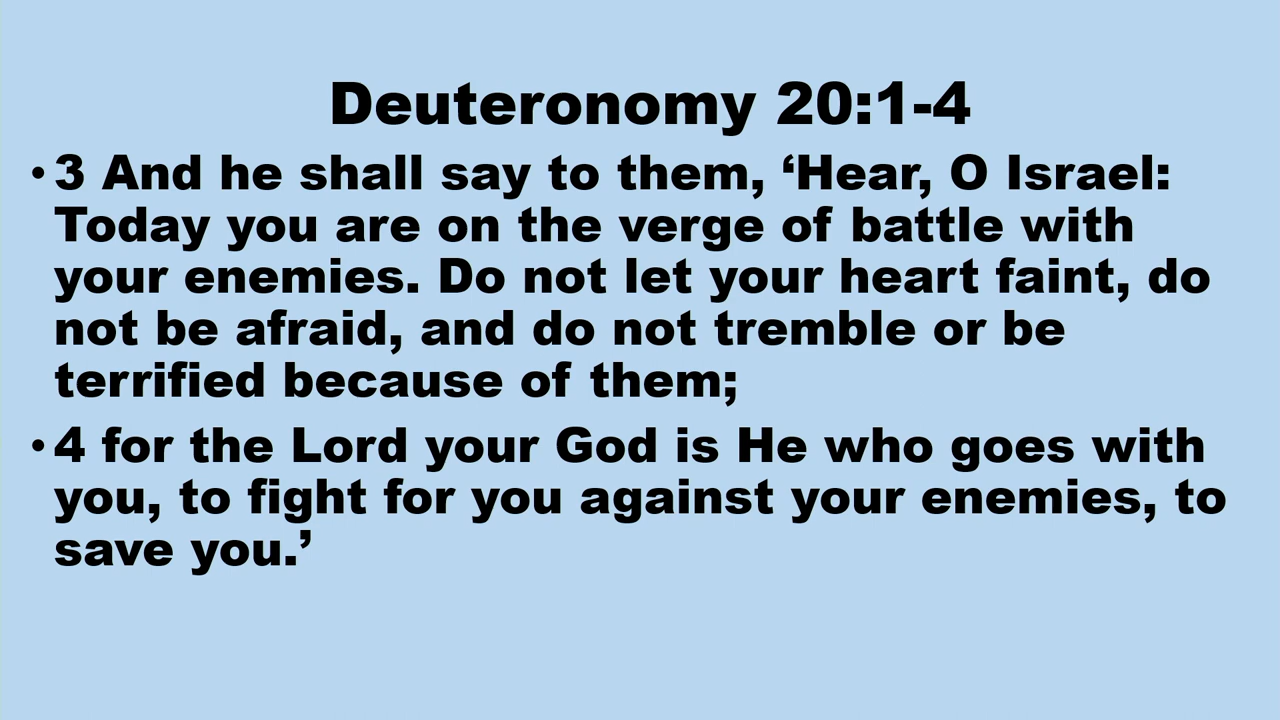 Deuteronomy 20:1-4
• 3 And he shall say to them, ‘Hear, O Israel:
Today you are on the verge of battle with
your enemies. Do not let your heart faint, do
not be afraid, and do not tremble or be
terrified because of them;
• 4 for the Lord your God is He who goes with
you, to fight for you against your enemies, to
save you.’